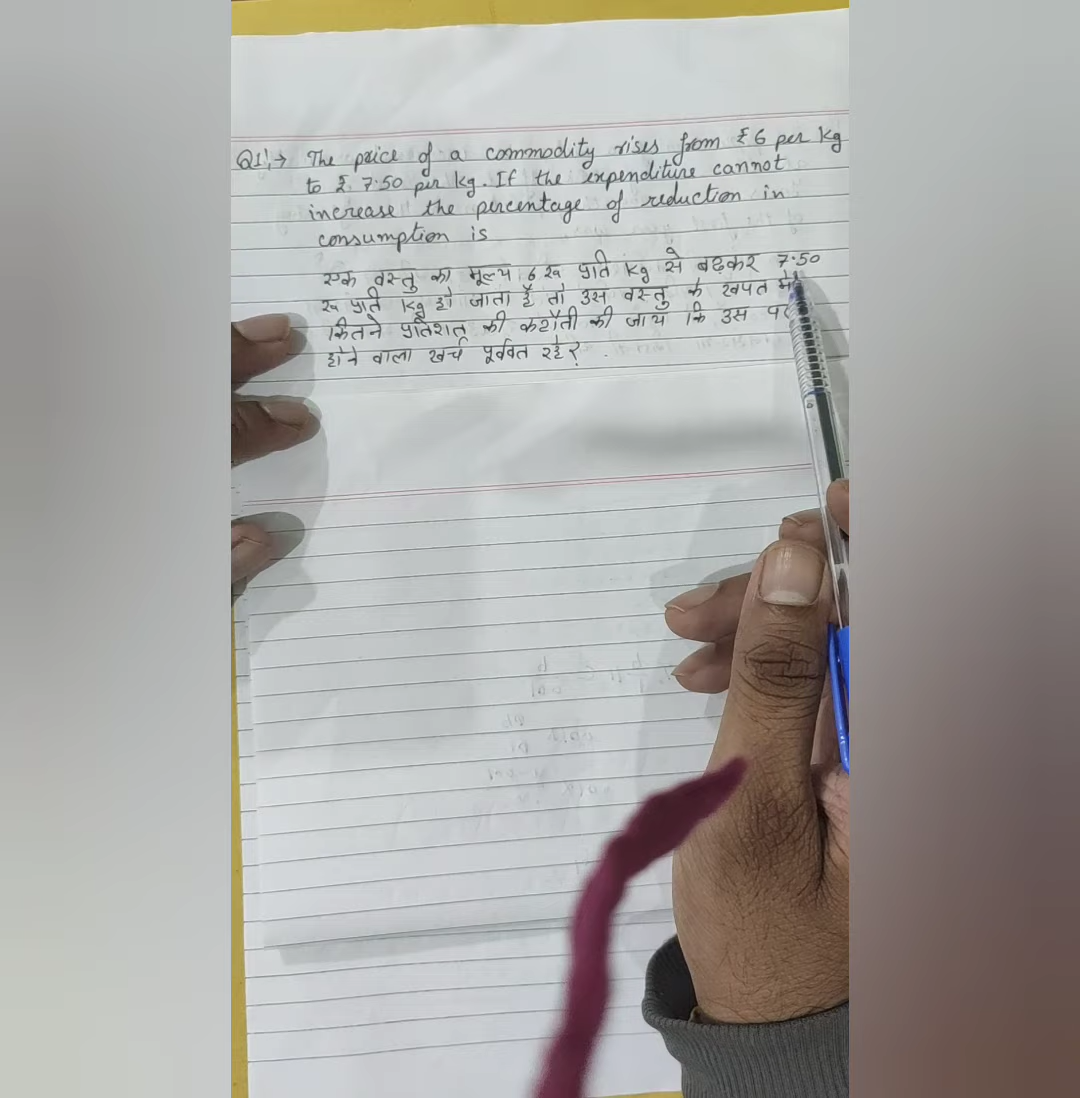 Q1:→ The price of a commodity rises from ₹ 6 per kg
to ₹ 7.50 per kg. If the expenditure cannot
increase the percentage of reduction in
consumption is
एक वस्तु का मूल्य 6 रु प्रति kg से बढ़कर 7.50
रु प्रति kg हो जाता है तो उस वस्तु के खपत में
कितने प्रतिशत की कटौती की जाय कि उस पर
होने वाला खर्च पूर्ववत रहे?